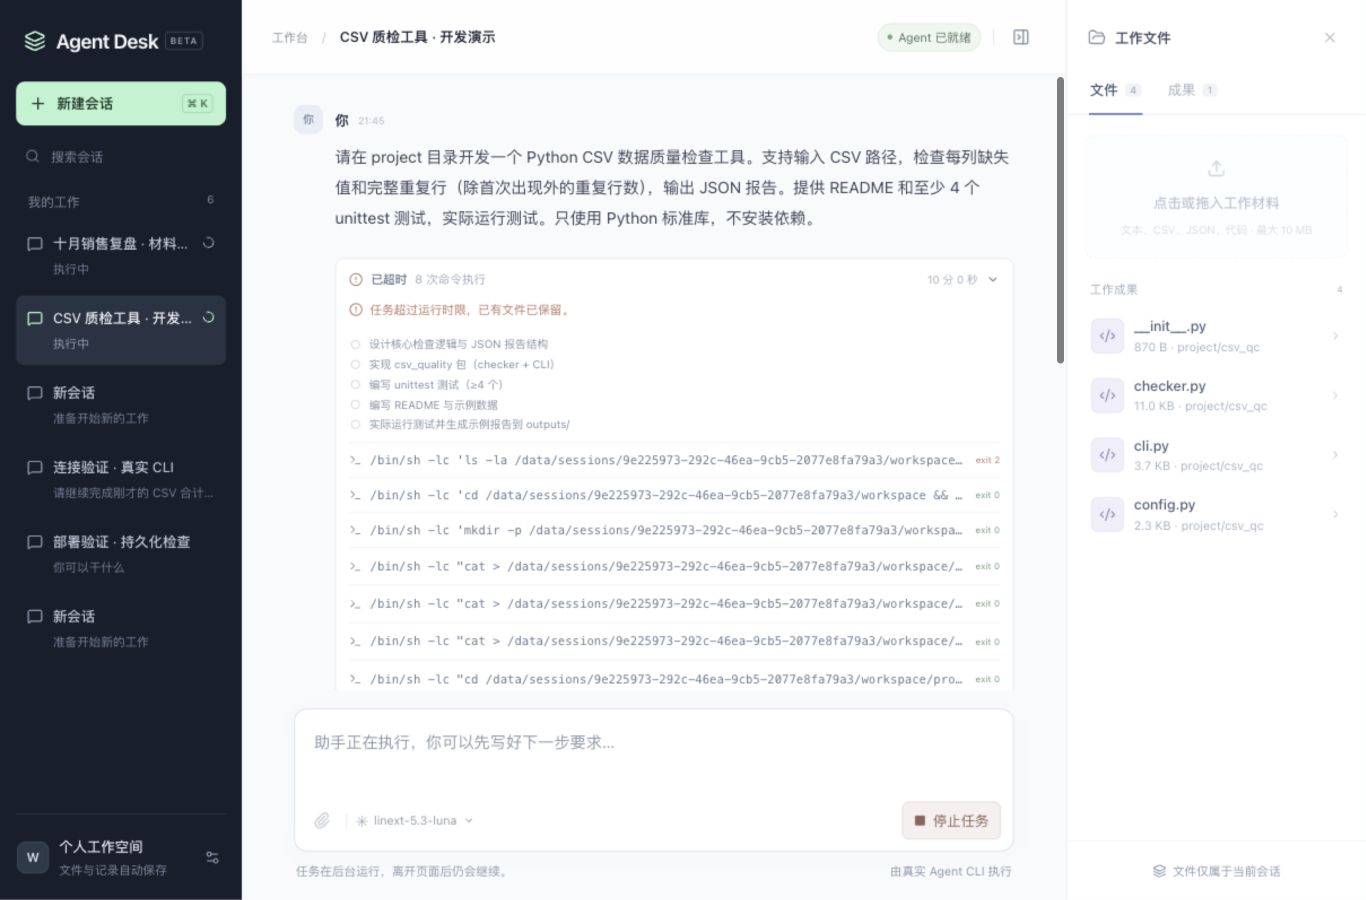 Agent Desk BETA
新建会话 ⌘ K
搜索会话
我的工作 6
十月销售复盘 · 材料...
执行中
CSV 质检工具 · 开发...
执行中
新会话
准备开始新的工作
连接验证 · 真实 CLI
请继续完成刚才的 CSV 合计...
部署验证 · 持久化检查
你可以干什么
新会话
准备开始新的工作
W
个人工作空间
文件与记录自动保存
工作台 / CSV 质检工具 · 开发演示
Agent 已就绪
你 你 21:45
请在 project 目录开发一个 Python CSV 数据质量检查工具。支持输入 CSV 路径，检查每列缺失
值和完整重复行（除首次出现外的重复行数），输出 JSON 报告。提供 README 和至少 4 个
unittest 测试，实际运行测试。只使用 Python 标准库，不安装依赖。
已超时 8 次命令执行 10 分 0 秒
任务超过运行时限，已有文件已保留。
设计核心检查逻辑与 JSON 报告结构
实现 csv_quality 包（checker + CLI）
编写 unittest 测试（≥4 个）
编写 README 与示例数据
实际运行测试并生成示例报告到 outputs/
>_ /bin/sh -lc 'ls -la /data/sessions/9e225973-292c-46ea-9cb5-2077e8fa79a3/workspace… exit 2
>_ /bin/sh -lc 'cd /data/sessions/9e225973-292c-46ea-9cb5-2077e8fa79a3/workspace && … exit 0
>_ /bin/sh -lc 'mkdir -p /data/sessions/9e225973-292c-46ea-9cb5-2077e8fa79a3/workspa… exit 0
>_ /bin/sh -lc "cat > /data/sessions/9e225973-292c-46ea-9cb5-2077e8fa79a3/workspace/… exit 0
>_ /bin/sh -lc "cat > /data/sessions/9e225973-292c-46ea-9cb5-2077e8fa79a3/workspace/… exit 0
>_ /bin/sh -lc "cat > /data/sessions/9e225973-292c-46ea-9cb5-2077e8fa79a3/workspace/… exit 0
>_ /bin/sh -lc "cd /data/sessions/9e225973-292c-46ea-9cb5-2077e8fa79a3/workspace/pro… exit 0
助手正在执行，你可以先写好下一步要求...
linext-5.3-luna
停止任务
任务在后台运行，离开页面后仍会继续。
由真实 Agent CLI 执行
工作文件
文件 4 成果 1
点击或拖入工作材料
文本、CSV、JSON、代码 · 最大 10 MB
工作成果 4
__init__.py
870 B · project/csv_qc
checker.py
11.0 KB · project/csv_qc
cli.py
3.7 KB · project/csv_qc
config.py
2.3 KB · project/csv_qc
文件仅属于当前会话